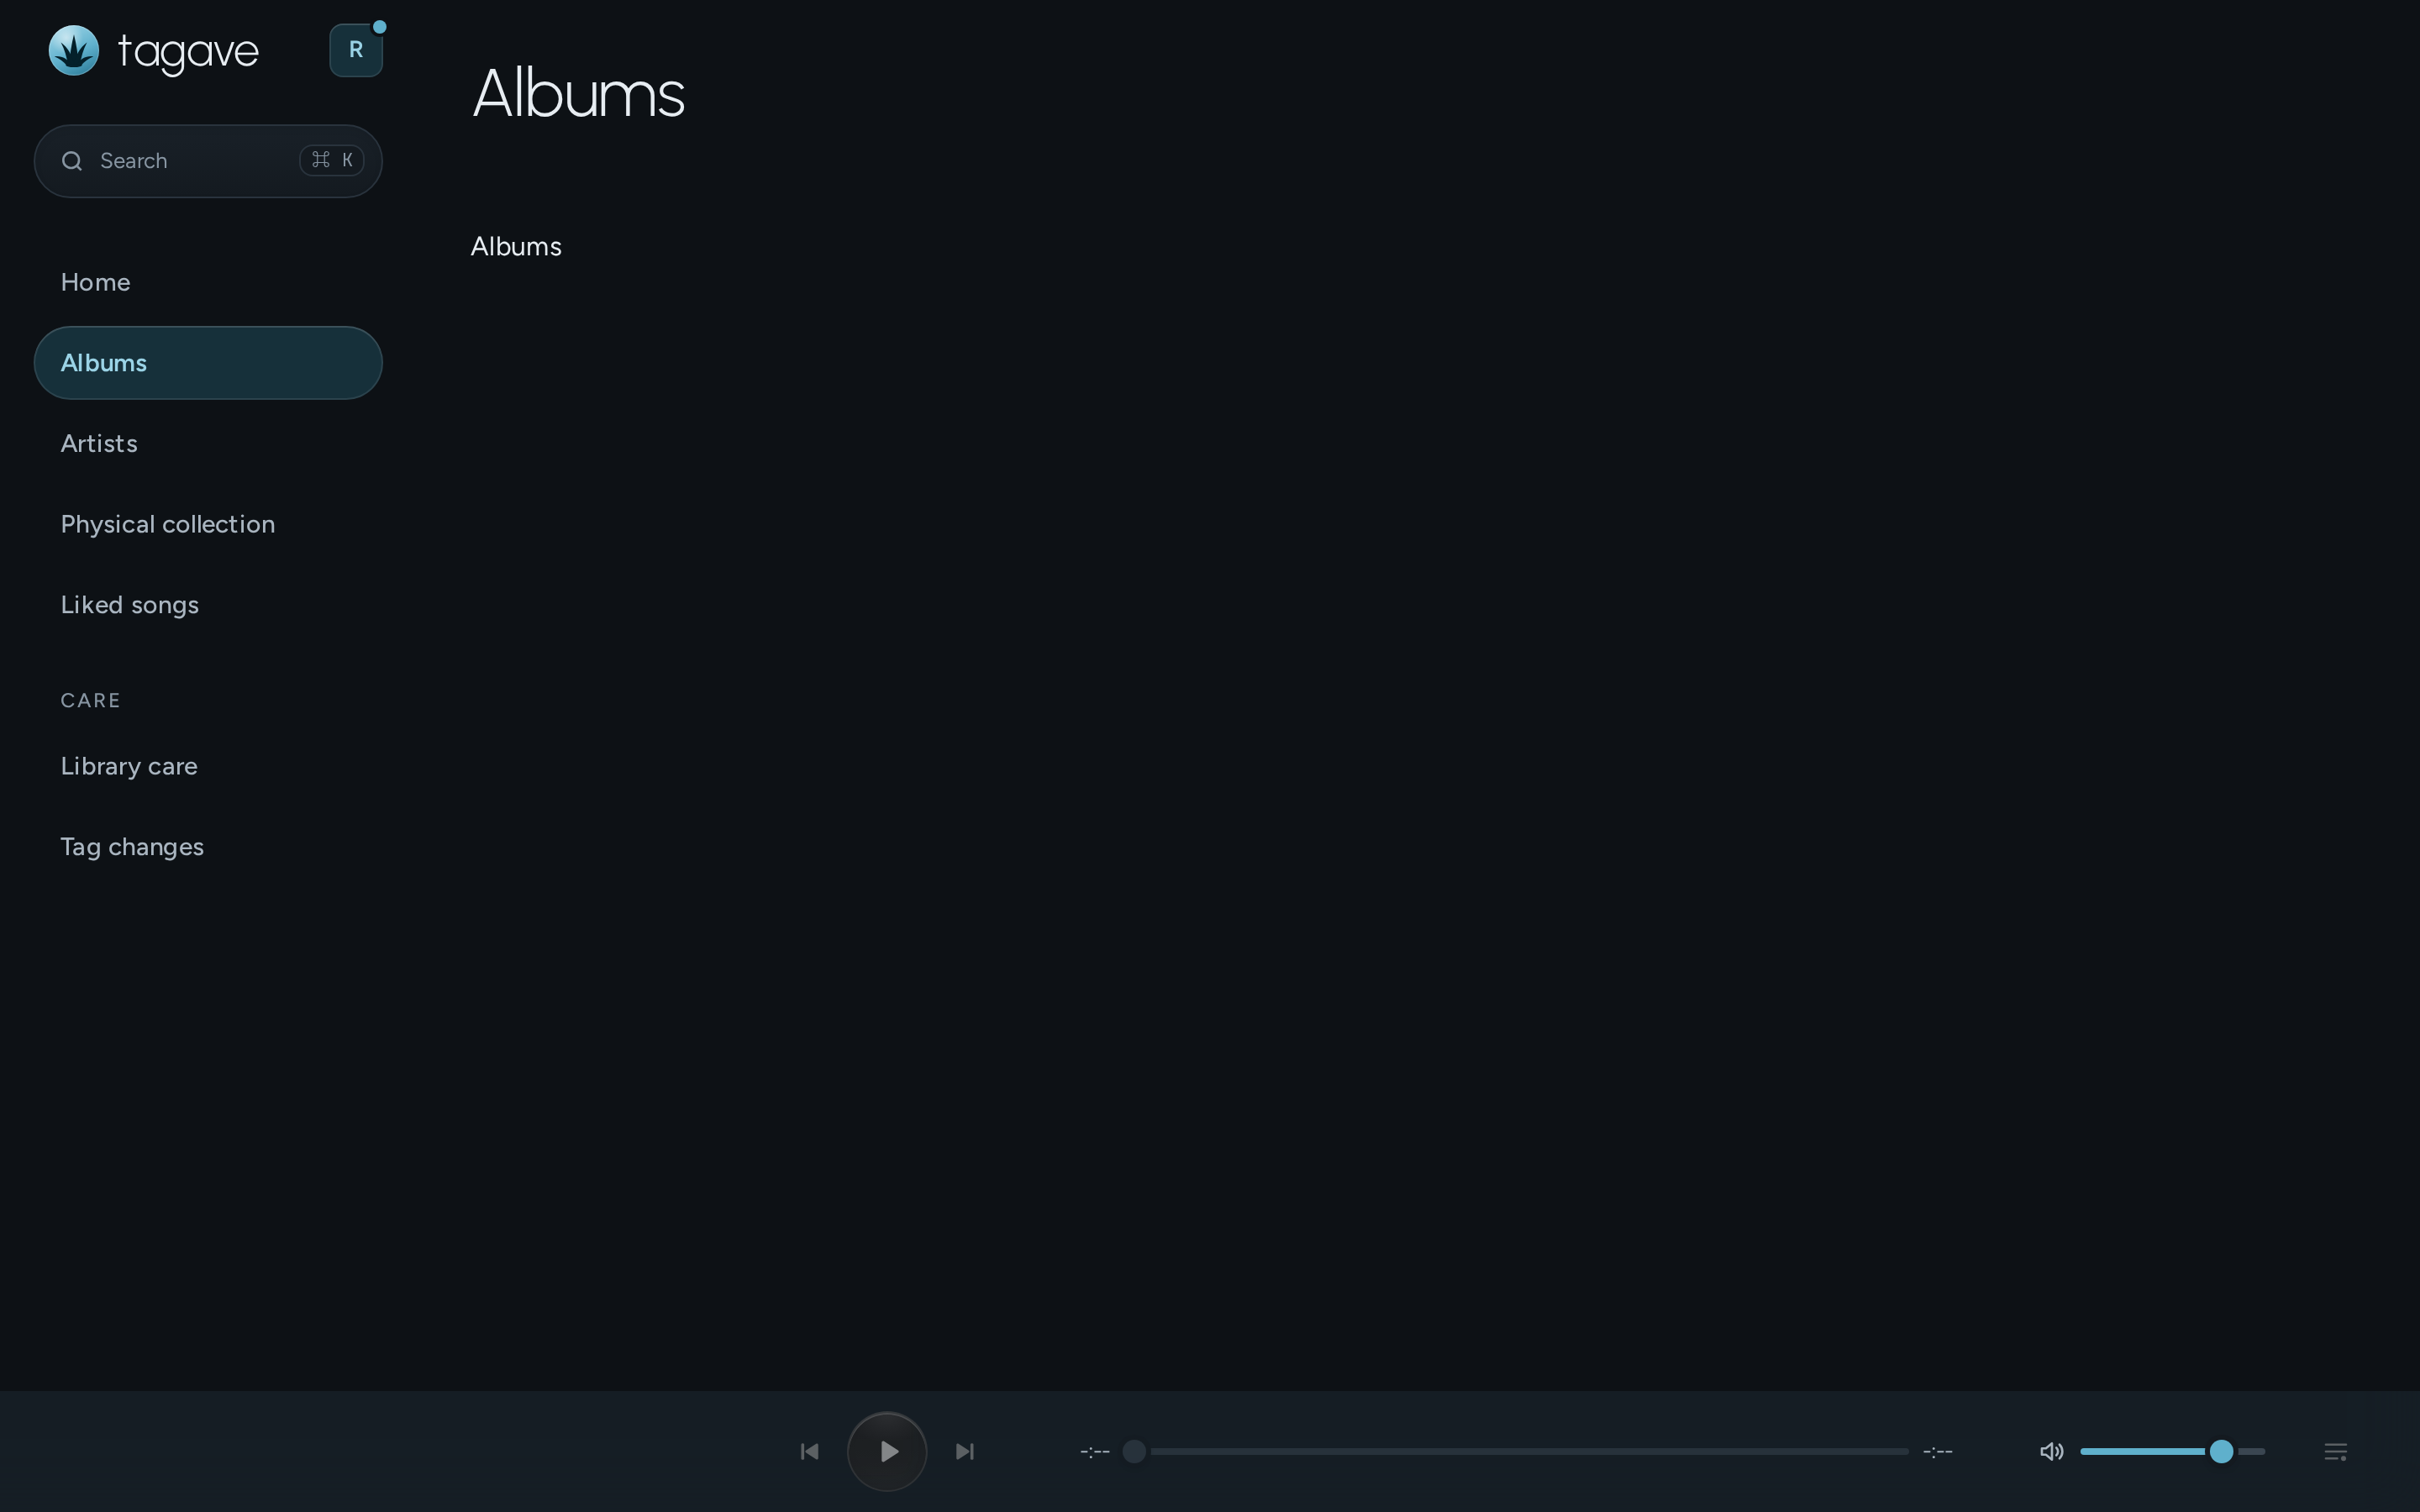 tagave
R
Search
⌘ K
Home
Albums
Artists
Physical collection
Liked songs
CARE
Library care
Tag changes
Albums
Albums
-:--
-:--